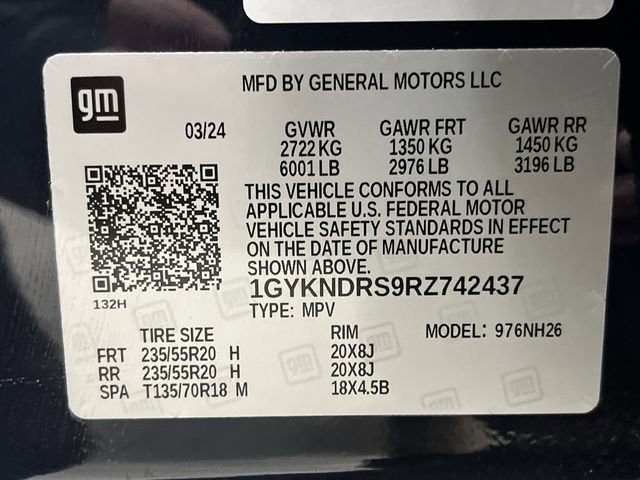 gm
MFD BY GENERAL MOTORS LLC
03/24 GVWR GAWR FRT GAWR RR
2722 KG 1350 KG 1450 KG
6001 LB 2976 LB 3196 LB
THIS VEHICLE CONFORMS TO ALL
APPLICABLE U.S. FEDERAL MOTOR
VEHICLE SAFETY STANDARDS IN EFFECT
ON THE DATE OF MANUFACTURE
SHOWN ABOVE.
1GYKNDRS9RZ742437
132H
TYPE: MPV
TIRE SIZE RIM MODEL: 976NH26
FRT 235/55R20 H 20X8J
RR 235/55R20 H 20X8J
SPA T135/70R18 M 18X4.5B